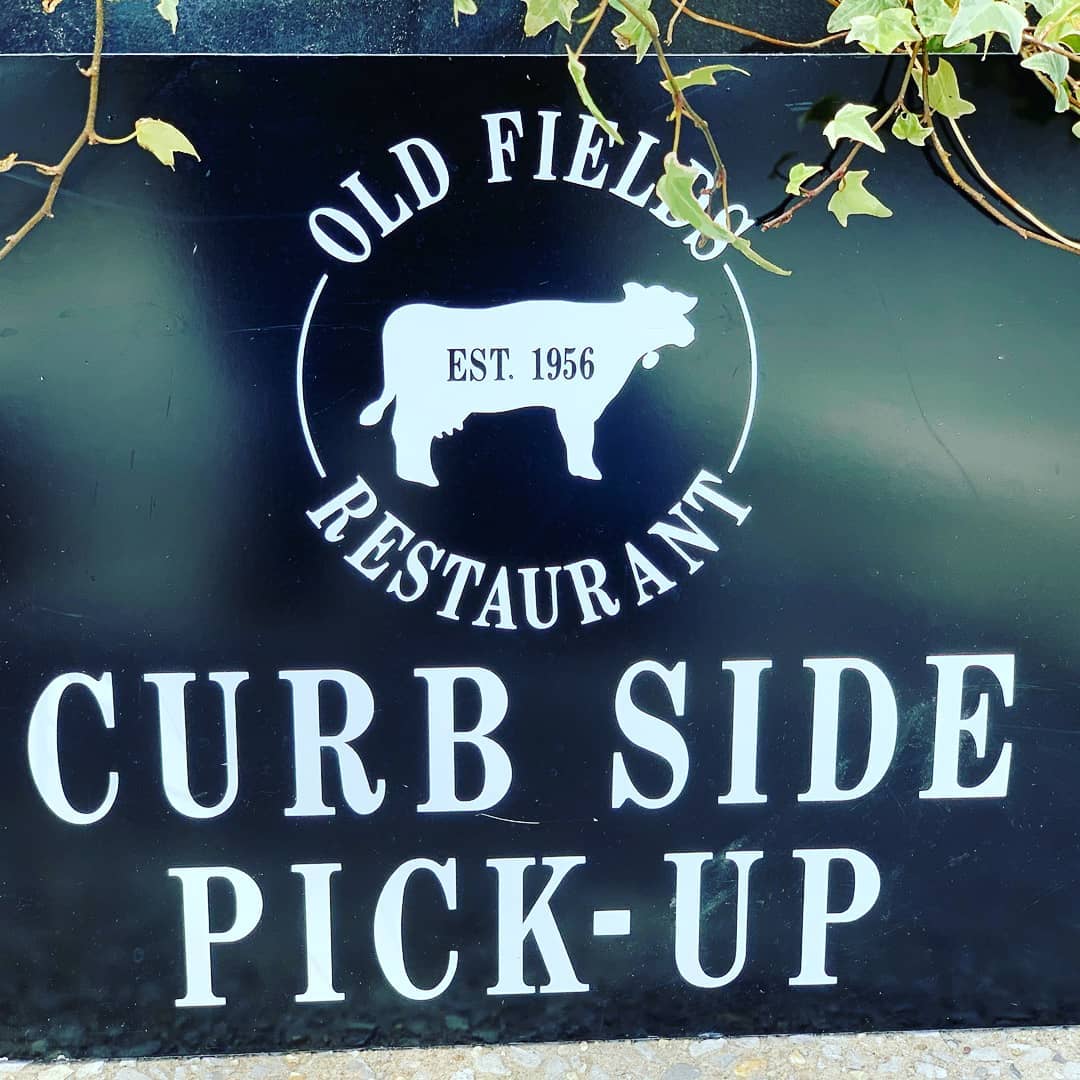 OLD FIELDS
EST. 1956
RESTAURANT
CURB SIDE
PICK-UP